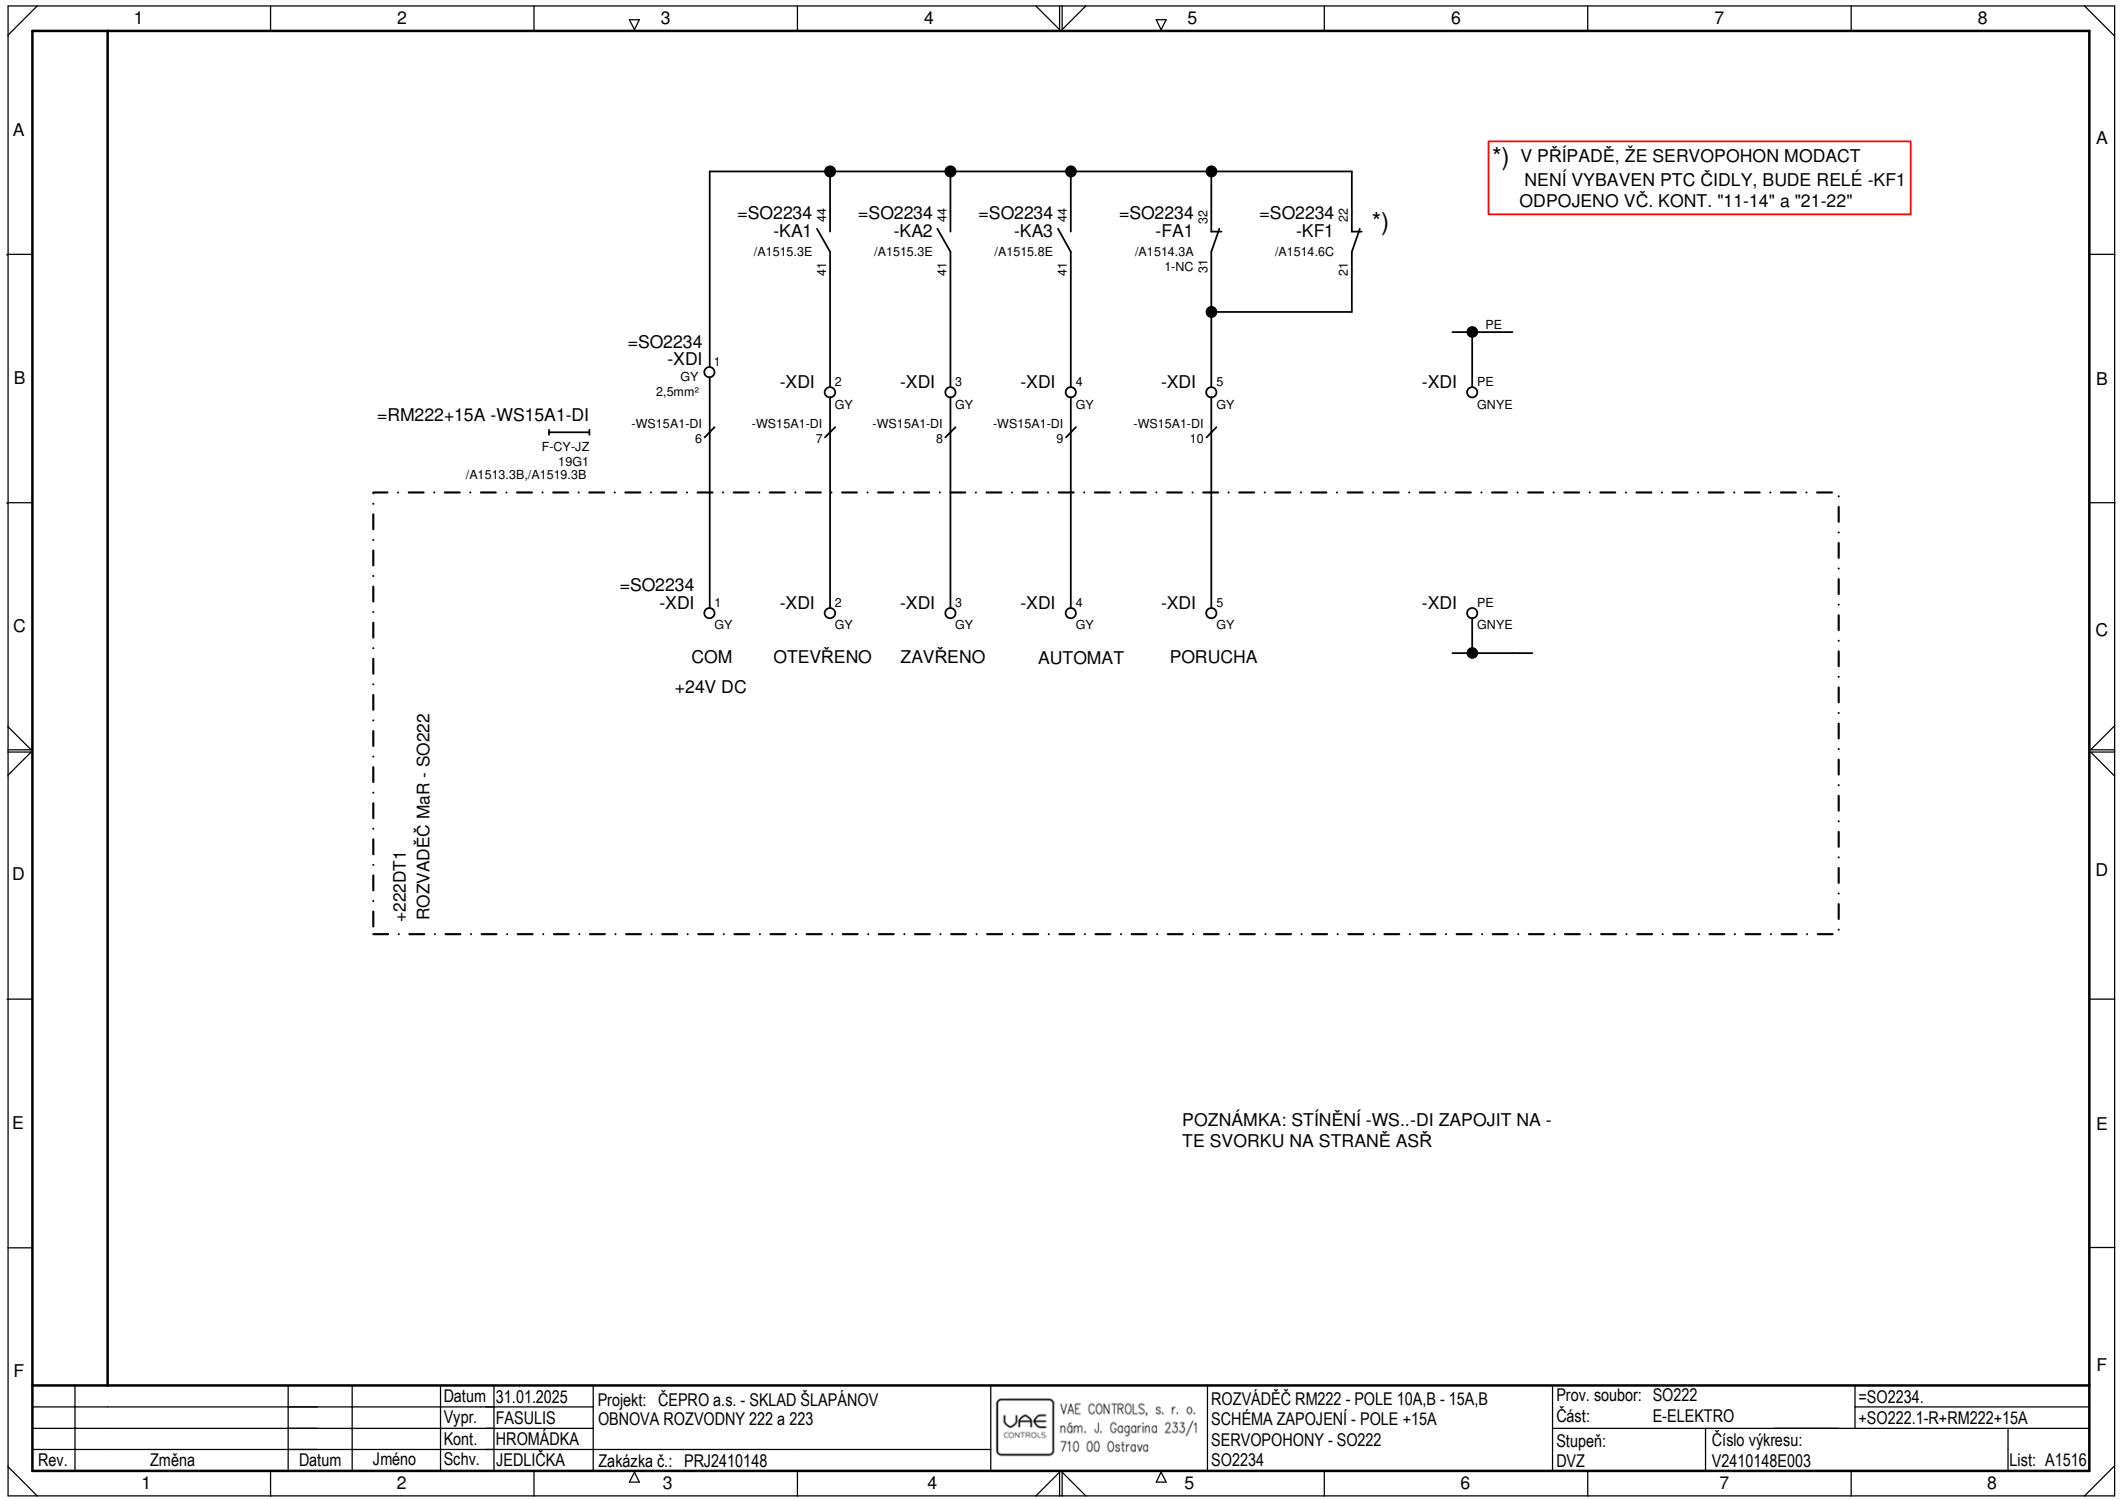 1 2 3 4 5 6 7 8
A A
*) V PŘÍPADĚ, ŽE SERVOPOHON MODACT
NENÍ VYBAVEN PTC ČIDLY, BUDE RELÉ -KF1
ODPOJENO VČ. KONT. "11-14" a "21-22"
=SO2234 44 =SO2234 44 =SO2234 44 =SO2234 32 =SO2234 22 *)
-KA1 -KA2 -KA3 -FA1 -KF1
/A1515.3E /A1515.3E /A1515.8E /A1514.3A /A1514.6C
41 41 41 1-NC 31 21
PE
=SO2234
-XDI 1
GY
2,5mm²
B B
-XDI 2 -XDI 3 -XDI 4 -XDI 5 -XDI PE
GY GY GY GY GNYE
=RM222+15A -WS15A1-DI
-WS15A1-DI -WS15A1-DI -WS15A1-DI -WS15A1-DI -WS15A1-DI
6 7 8 9 10
F-CY-JZ
19G1
/A1513.3B,/A1519.3B
=SO2234
-XDI 1 -XDI 2 -XDI 3 -XDI 4 -XDI 5 -XDI PE
GY GY GY GY GY GNYE
C C
COM OTEVŘENO ZAVŘENO AUTOMAT PORUCHA
+24V DC
+222DT1
ROZVADĚČ MaR - SO222
D D
POZNÁMKA: STÍNĚNÍ -WS..-DI ZAPOJIT NA -
TE SVORKU NA STRANĚ ASŘ
E E
F F
Rev. Změna Datum Jméno
Datum 31.01.2025
Vypr. FASULIS
Kont. HROMÁDKA
Schv. JEDLIČKA
Projekt: ČEPRO a.s. - SKLAD ŠLAPÁNOV
OBNOVA ROZVODNY 222 a 223
Zakázka č.: PRJ2410148
VAE
CONTROLS
VAE CONTROLS, s. r. o.
nám. J. Gagarina 233/1
710 00 Ostrava
ROZVÁDĚČ RM222 - POLE 10A,B - 15A,B
SCHÉMA ZAPOJENÍ - POLE +15A
SERVOPOHONY - SO222
SO2234
Prov. soubor: SO222
Část: E-ELEKTRO
Stupeň:
DVZ
=SO2234.
+SO222.1-R+RM222+15A
Číslo výkresu:
V2410148E003
List: A1516
1 2 3 4 5 6 7 8